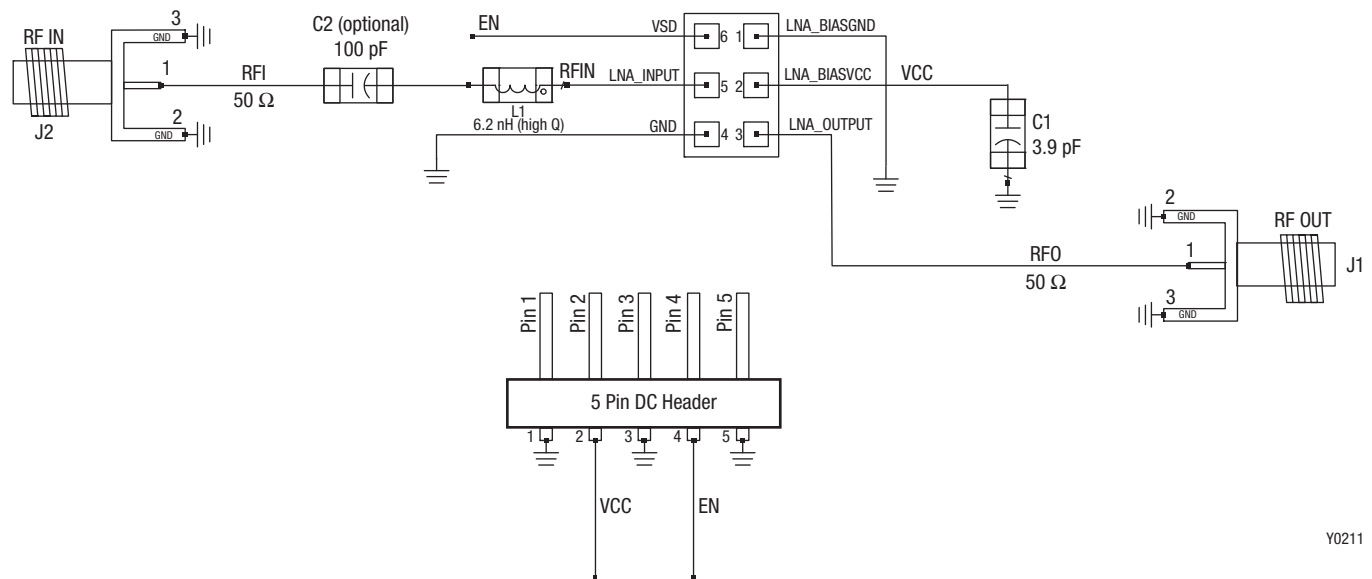 RF IN
J2
3
GND
1
2
GND
RFI
50 Ω
C2 (optional)
100 pF
EN
L1
6.2 nH (high Q)
RFIN
VSD
LNA_INPUT
GND
6 1
5 2
4 3
LNA_BIASGND
LNA_BIASVCC
LNA_OUTPUT
VCC
C1
3.9 pF
RFO
50 Ω
2
GND
1
3
GND
RF OUT
J1
Pin 1
Pin 2
Pin 3
Pin 4
Pin 5
5 Pin DC Header
1 2 3 4 5
VCC
EN
Y0211